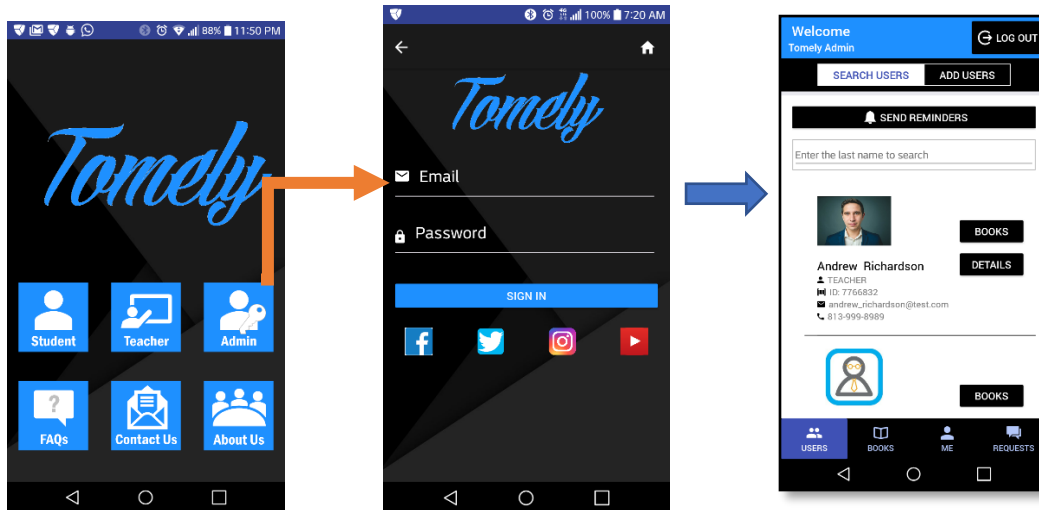 88% 11:50 PM
Tomely
Student Teacher Admin
?
FAQs Contact Us About Us
100% 7:20 AM
Tomely
Email
Password
SIGN IN
Welcome
Tomely Admin
LOG OUT
SEARCH USERS ADD USERS
SEND REMINDERS
Enter the last name to search
BOOKS
Andrew Richardson
DETAILS
TEACHER
ID: 7766832
andrew_richardson@test.com
813-999-8989
BOOKS
USERS BOOKS ME REQUESTS